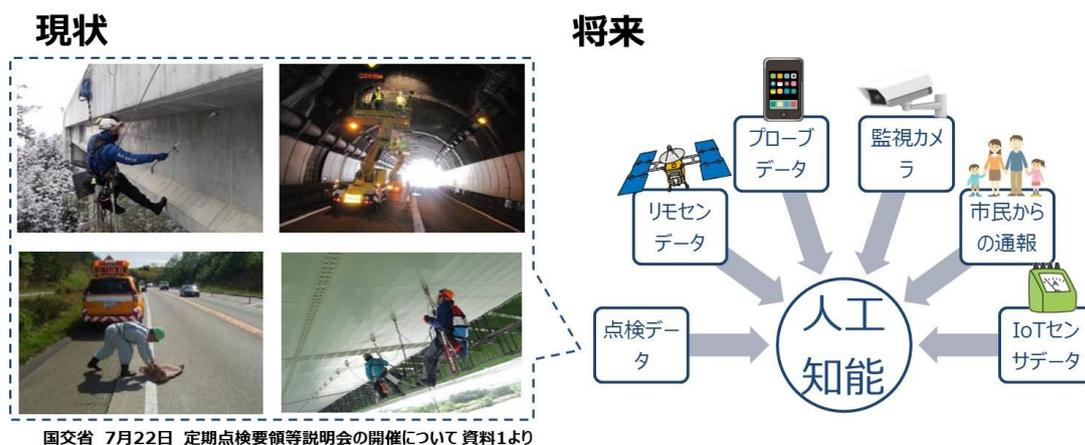 現状
将来
プローブ
データ
監視カメ
ラ
リモセン
データ
市民から
の通報
点検デー
タ
人工
知能
IoTセン
サデータ
国交省 7月22日 定期点検要領等説明会の開催について 資料1より